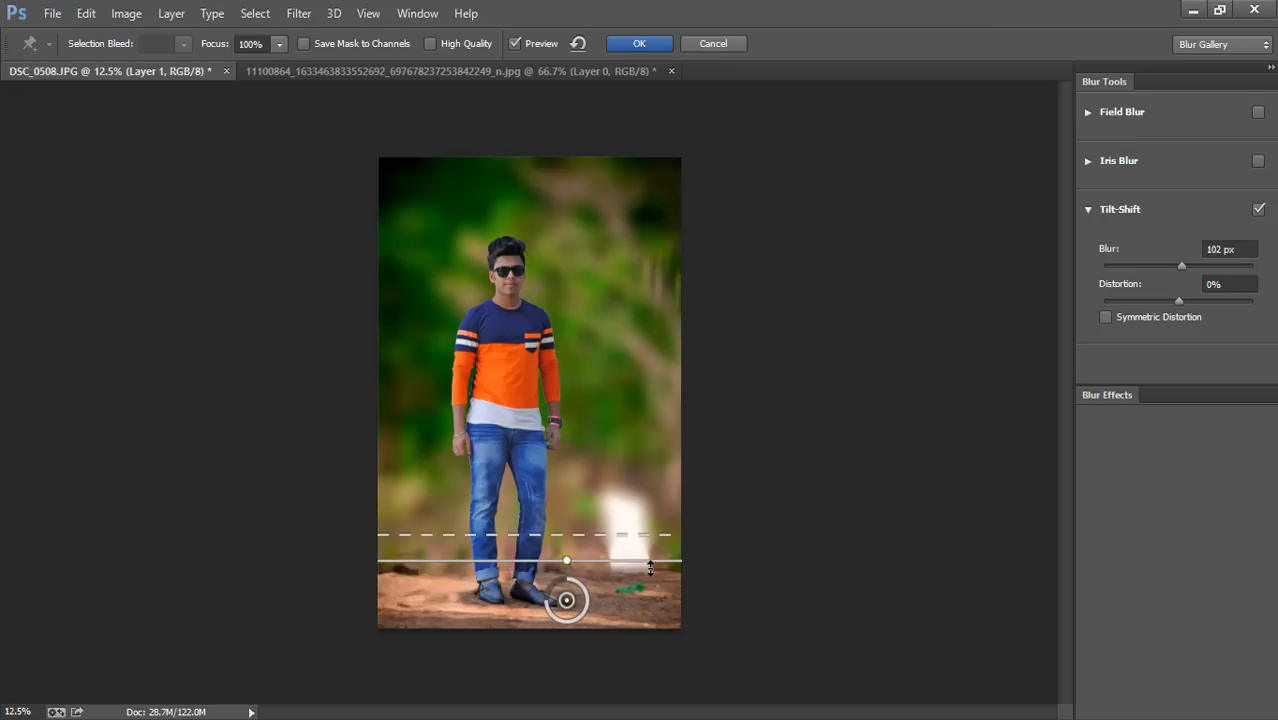 Ps File Edit Image Layer Type Select Filter 3D View Window Help
Selection Bleed: Focus: 100% Save Mask to Channels High Quality Preview OK Cancel Blur Gallery
DSC_0508.JPG @ 12.5% (Layer 1, RGB/8) * 11100864_1633463833552692_697678237253842249_n.jpg @ 66.7% (Layer 0, RGB/8) *
Blur Tools
Field Blur
Iris Blur
Tilt-Shift
Blur: 102 px
Distortion: 0%
Symmetric Distortion
Blur Effects
12.5% Doc: 28.7M/122.0M